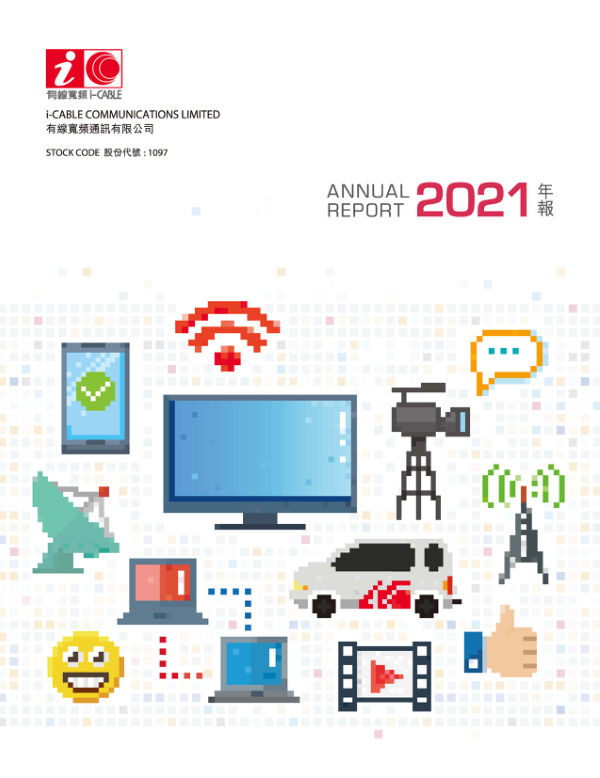 有線寬頻 i-CABLE
i-CABLE COMMUNICATIONS LIMITED
有線寬頻通訊有限公司
STOCK CODE 股份代號 : 1097
ANNUAL REPORT 2021 年報